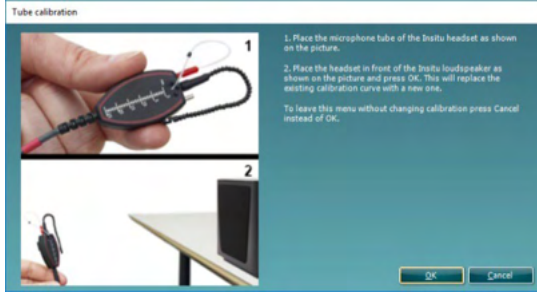 Tube calibration
1
1. Place the microphone tube of the Insitu headset as shown
on the picture.
2. Place the headset in front of the Insitu loudspeaker as
shown on the picture and press OK. This will replace the
existing calibration curve with a new one.
To leave this menu without changing calibration press Cancel
instead of OK.
2
OK
Cancel